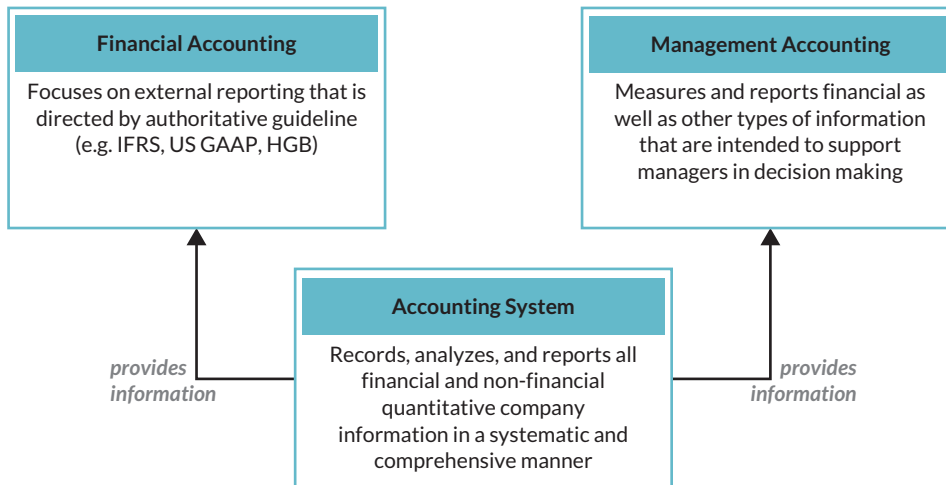 Financial Accounting
Focuses on external reporting that is
directed by authoritative guideline
(e.g. IFRS, US GAAP, HGB)
Management Accounting
Measures and reports financial as
well as other types of information
that are intended to support
managers in decision making
Accounting System
Records, analyzes, and reports all
financial and non-financial
quantitative company
information in a systematic and
comprehensive manner
provides
information
provides
information